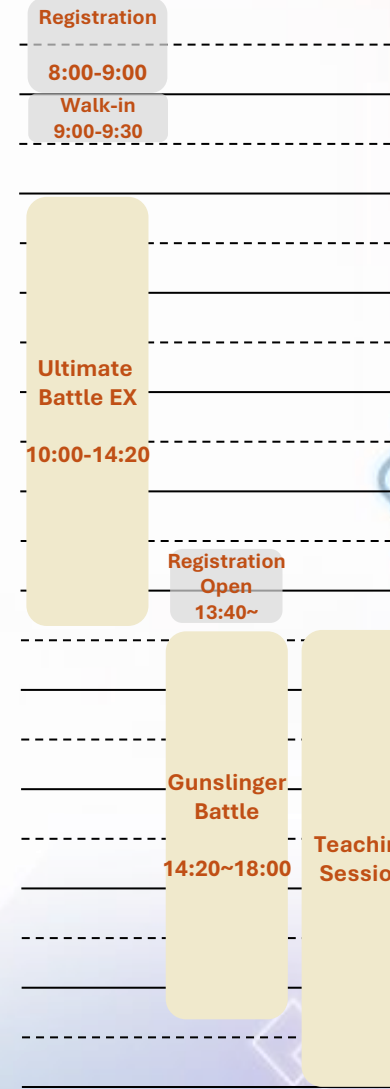 Registration
8:00-9:00
Walk-in
9:00-9:30
Ultimate
Battle EX
10:00-14:20
Registration
Open
13:40~
Gunslinger
Battle
14:20~18:00